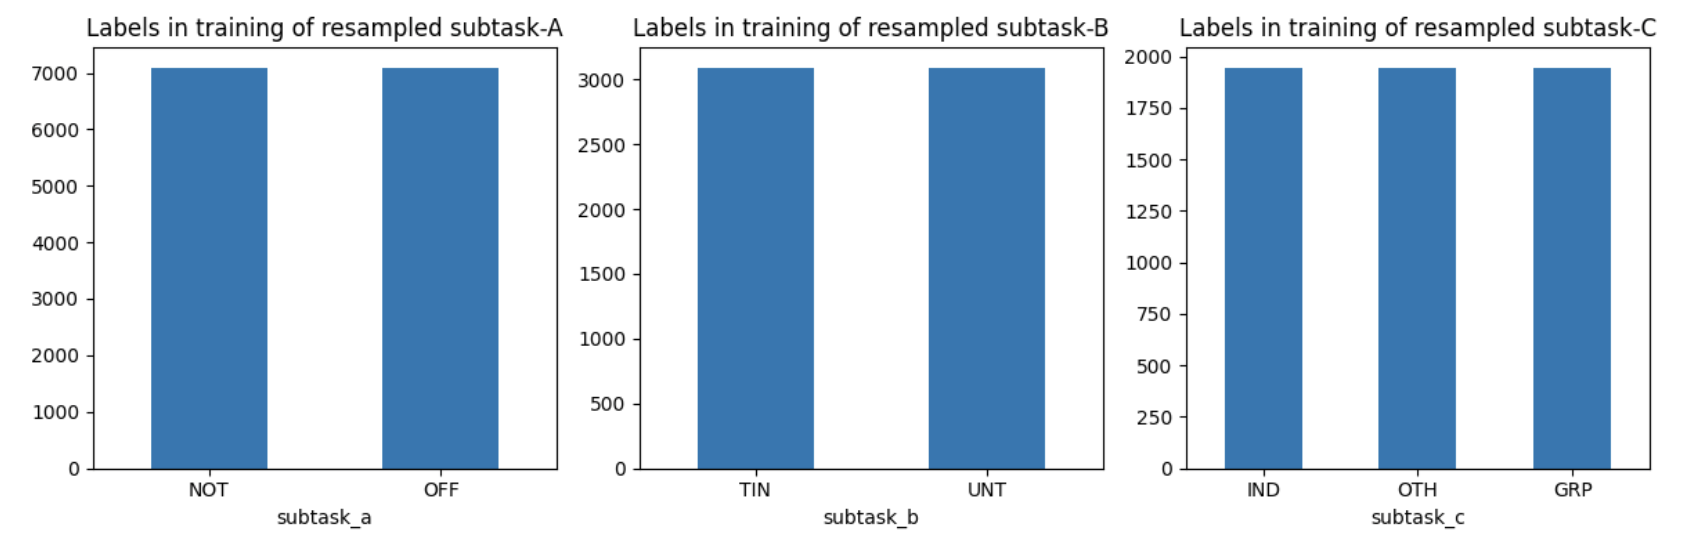 Labels in training of resampled subtask-A
7000
6000
5000
4000
3000
2000
1000
0
NOT OFF
subtask_a
Labels in training of resampled subtask-B
3000
2500
2000
1500
1000
500
0
TIN UNT
subtask_b
Labels in training of resampled subtask-C
2000
1750
1500
1250
1000
750
500
250
0
IND OTH GRP
subtask_c